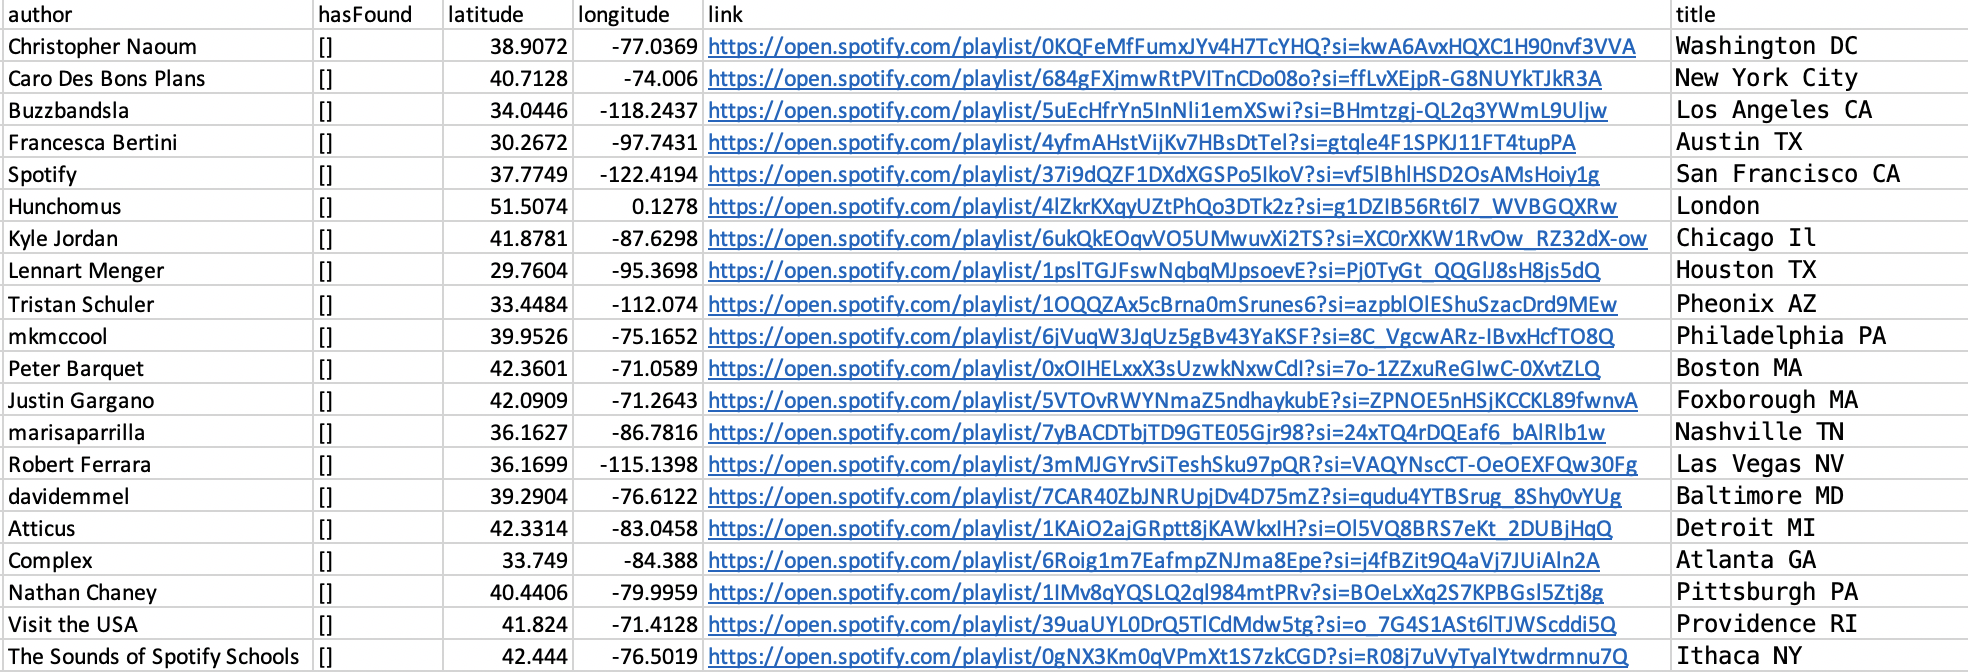 author hasFound latitude longitude link title
Christopher Naoum [] 38.9072 -77.0369 https://open.spotify.com/playlist/0KQFeMfFumxJYv4H7TcYHQ?si=kwA6AvxHQXC1H90nvf3VVA Washington DC
Caro Des Bons Plans [] 40.7128 -74.006 https://open.spotify.com/playlist/684gFXjmwRtPVITnCDo08o?si=ffLvXEjpR-G8NUYkTJkR3A New York City
Buzzbandsla [] 34.0446 -118.2437 https://open.spotify.com/playlist/5uEcHfrYn5InNli1emXSwi?si=BHmtzgj-QL2q3YWmL9Uljw Los Angeles CA
Francesca Bertini [] 30.2672 -97.7431 https://open.spotify.com/playlist/4yfmAHstVijKv7HBsDtTel?si=gtqle4F1SPKJ11FT4tupPA Austin TX
Spotify [] 37.7749 -122.4194 https://open.spotify.com/playlist/37i9dQZF1DXdXGSPo5IkoV?si=vf5lBhlHSD2OsAMsHoiy1g San Francisco CA
Hunchomus [] 51.5074 0.1278 https://open.spotify.com/playlist/4lZkrKXqyUZtPhQo3DTk2z?si=g1DZIB56Rt6l7_WVBGQXRw London
Kyle Jordan [] 41.8781 -87.6298 https://open.spotify.com/playlist/6ukQkEOqvVO5UMwuvXi2TS?si=XC0rXKW1RvOw_RZ32dX-ow Chicago Il
Lennart Menger [] 29.7604 -95.3698 https://open.spotify.com/playlist/1pslTGJFswNqbqMJpsoevE?si=Pj0TyGt_QQGlJ8sH8js5dQ Houston TX
Tristan Schuler [] 33.4484 -112.074 https://open.spotify.com/playlist/1OQQZAx5cBrna0mSrunes6?si=azpblOlEShuSzacDrd9MEw Pheonix AZ
mkmccool [] 39.9526 -75.1652 https://open.spotify.com/playlist/6jVuqW3JqUz5gBv43YaKSF?si=8C_VgcwARz-IBvxHcfTO8Q Philadelphia PA
Peter Barquet [] 42.3601 -71.0589 https://open.spotify.com/playlist/0xOIHELxxX3sUzwkNxwCdI?si=7o-1ZZxuReGIwC-0XvtZLQ Boston MA
Justin Gargano [] 42.0909 -71.2643 https://open.spotify.com/playlist/5VTOvRWYNmaZ5ndhaykubE?si=ZPNOE5nHSjKCCKL89fwnvA Foxborough MA
marisaparrilla [] 36.1627 -86.7816 https://open.spotify.com/playlist/7yBACDTbjTD9GTE05Gjr98?si=24xTQ4rDQEaf6_bAlRlb1w Nashville TN
Robert Ferrara [] 36.1699 -115.1398 https://open.spotify.com/playlist/3mMJGYrvSiTeshSku97pQR?si=VAQYNscCT-OeOEXFQw30Fg Las Vegas NV
davidemmel [] 39.2904 -76.6122 https://open.spotify.com/playlist/7CAR40ZbJNRUpjDv4D75mZ?si=qudu4YTBSrug_8Shy0vYUg Baltimore MD
Atticus [] 42.3314 -83.0458 https://open.spotify.com/playlist/1KAiO2ajGRptt8jKAWkxIH?si=Ol5VQ8BRS7eKt_2DUBjHqQ Detroit MI
Complex [] 33.749 -84.388 https://open.spotify.com/playlist/6Roig1m7EafmpZNJma8Epe?si=j4fBZit9Q4aVj7JUiAln2A Atlanta GA
Nathan Chaney [] 40.4406 -79.9959 https://open.spotify.com/playlist/1IMv8qYQSLQ2ql984mtPRv?si=BOeLxXq2S7KPBGsl5Ztj8g Pittsburgh PA
Visit the USA [] 41.824 -71.4128 https://open.spotify.com/playlist/39uaUYL0DrQ5TlCdMdw5tg?si=o_7G4S1ASt6lTJWScddi5Q Providence RI
The Sounds of Spotify Schools [] 42.444 -76.5019 https://open.spotify.com/playlist/0gNX3Km0qVPmXt1S7zkCGD?si=R08j7uVyTyalYtwdrmnu7Q Ithaca NY